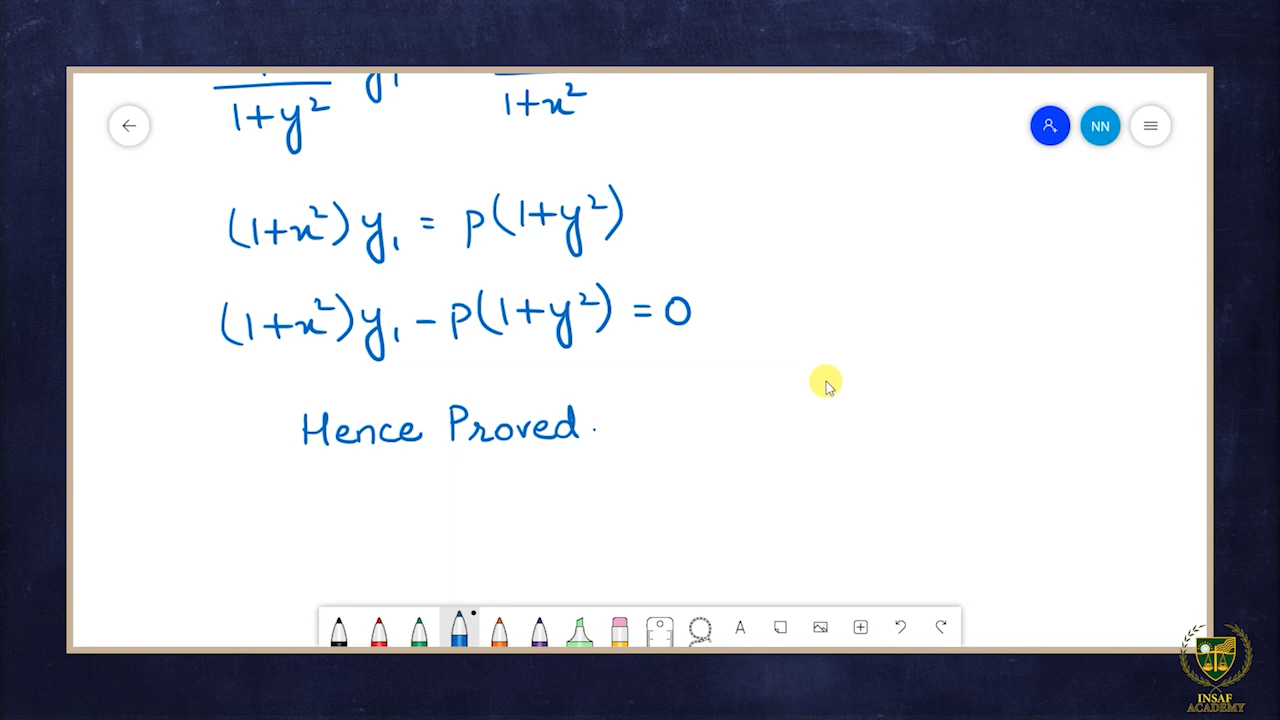 1+y² y₁ 1+x²
NN
(1+x²) y₁ = p(1+y²)
(1+x²) y₁ - p(1+y²) = 0
Hence Proved.
A
INSAF
ACADEMY